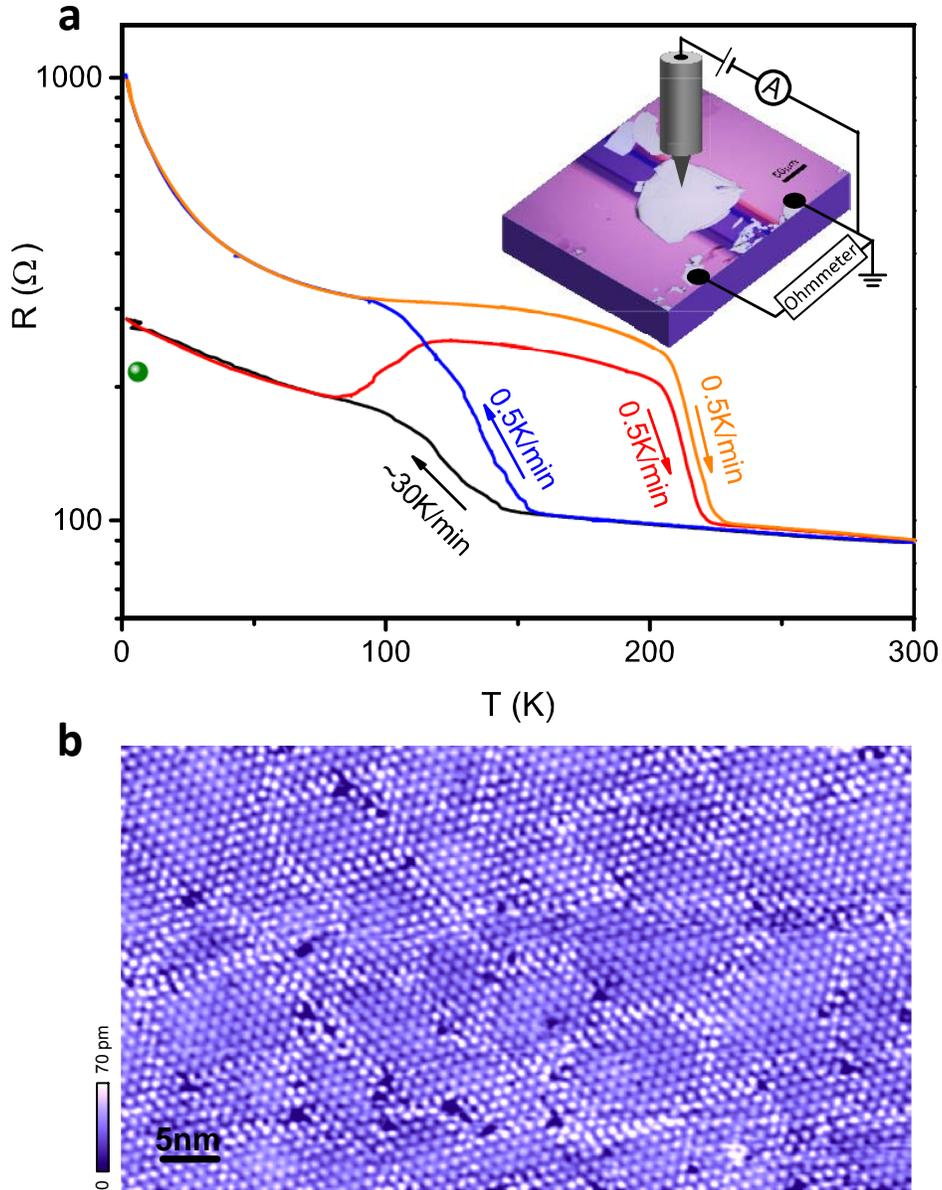 a
1000
100
R (Ω)
0
100
200
300
T (K)
A
50μm
Ohmmeter
0.5K/min
~30K/min
0.5K/min
0.5K/min
b
70 pm
0
5nm